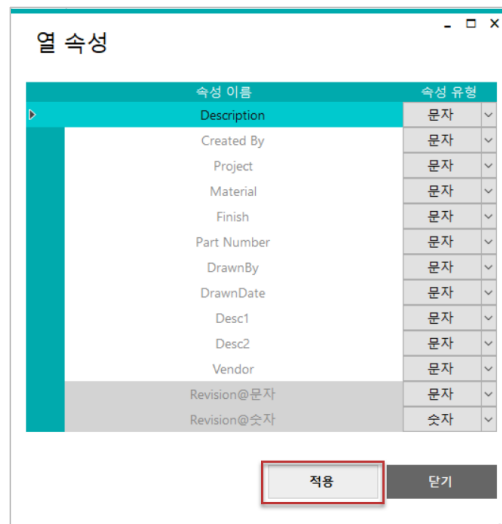 열 속성
속성 이름 속성 유형
Description 문자
Created By 문자
Project 문자
Material 문자
Finish 문자
Part Number 문자
DrawnBy 문자
DrawnDate 문자
Desc1 문자
Desc2 문자
Vendor 문자
Revision@문자 문자
Revision@숫자 숫자
적용 닫기